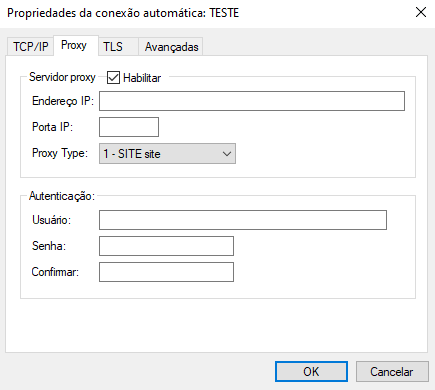 Propriedades da conexão automática: TESTE
TCP/IP Proxy TLS Avançadas
Servidor proxy Habilitar
Endereço IP:
Porta IP:
Proxy Type: 1 - SITE site
Autenticação:
Usuário:
Senha:
Confirmar:
OK Cancelar